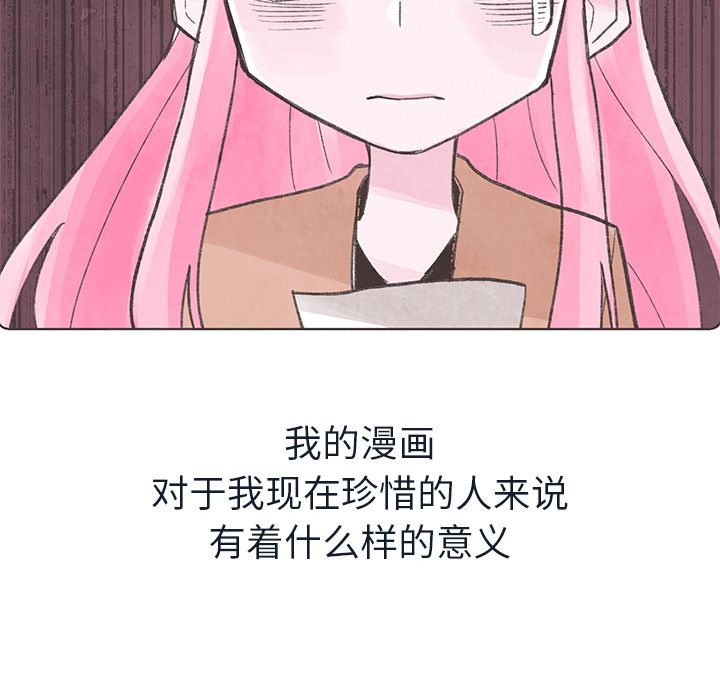 我的漫画
对于我现在珍惜的人来说
有着什么样的意义